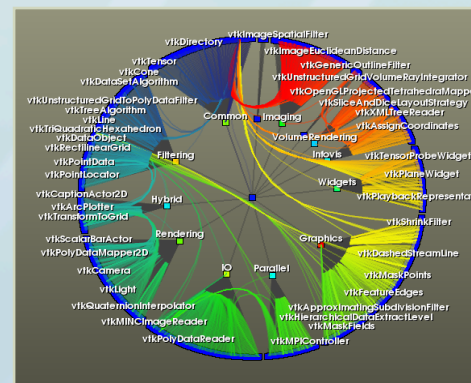 vtkImageSpatialFilter
vtkDirectory
vtkImageEuclideanDistance
vtkTensor
vtkGenericOutlineFilter
vtkCone
vtkUnstructuredGridVolumeRayIntegrator
vtkDataSetAlgorithm
vtkOpenGLProjectedTetrahedraMappe
vtkUnstructuredGridToPolyDataFilter
vtkSliceAndDiceLayoutStrategy
vtkTreeAlgorithm
vtkXMLTreeReader
Common
Imaging
vtkLine
vtkAssignCoordinates
vtkTriQuadraticHexahedron
vtkDataObject
VolumeRendering
vtkRectilinearGrid
Filtering
Infovis
vtkTensorProbeWidget
vtkPointData
vtkPointLocator
vtkPlaneWidget
Widgets
vtkCaptionActor2D
vtkPlaybackRepresenta
vtkArcPlotter
Hybrid
vtkTransformToGrid
vtkShrinkFilter
vtkScalarBarActor
Rendering
Graphics
vtkPolyDataMapper2D
vtkDashedStreamLine
vtkCamera
IO
Parallel
vtkMaskPoints
vtkLight
vtkFeatureEdges
vtkQuaternionInterpolator
vtkApproximatingSubdivisionFilter
vtkMINCImageReader
vtkHierarchicalDataExtractLevel
vtkMaskFields
vtkPolyDataReader
vtkMPIController